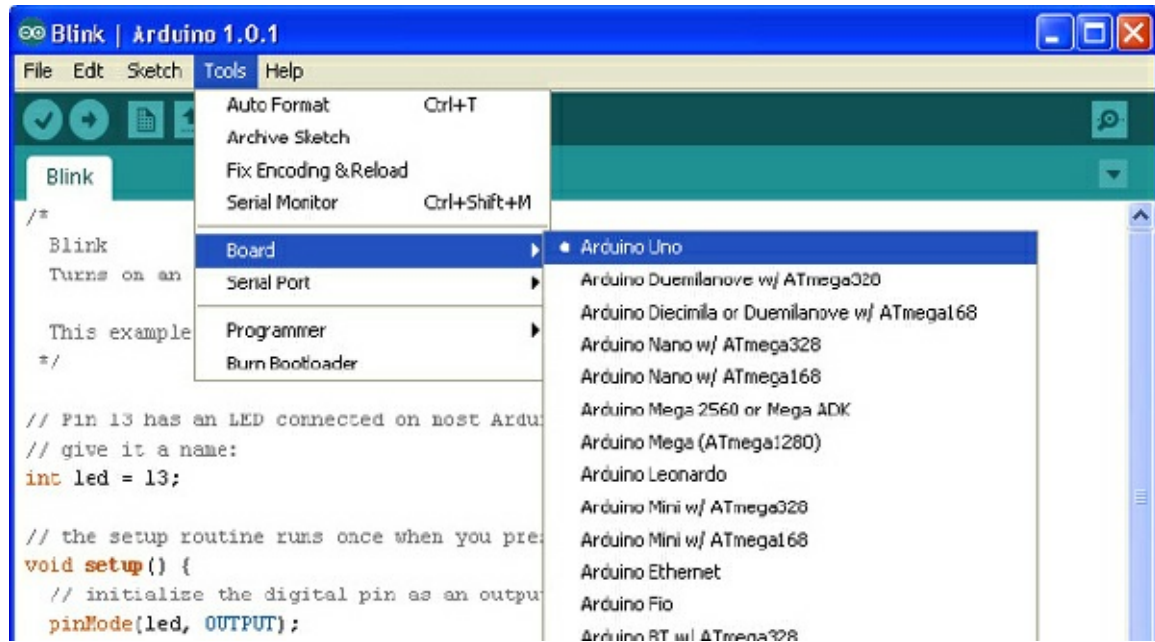 Blink | Arduino 1.0.1
File Edt Sketch Tools Help
Auto Format Ctrl+T
Archive Sketch
Fix Encoding & Reload
Serial Monitor Ctrl+Shift+M
Board
Serial Port
Programmer
Burn Bootloader
Arduino Uno
Arduino Duemilanove w/ ATmega328
Arduino Diecimila or Duemilanove w/ ATmega168
Arduino Nano w/ ATmega328
Arduino Nano w/ ATmega168
Arduino Mega 2560 or Mega ADK
Arduino Mega (ATmega1280)
Arduino Leonardo
Arduino Mini w/ ATmega328
Arduino Mini w/ ATmega168
Arduino Ethernet
Arduino Fio
Arduino BT w/ ATmega328
Blink
/*
Blink
Turns on an
This example
*/
// Pin 13 has an LED connected on most Ardu
// give it a name:
int led = 13;
// the setup routine runs once when you pre
void setup() {
// initialize the digital pin as an outpu
pinMode(led, OUTPUT);